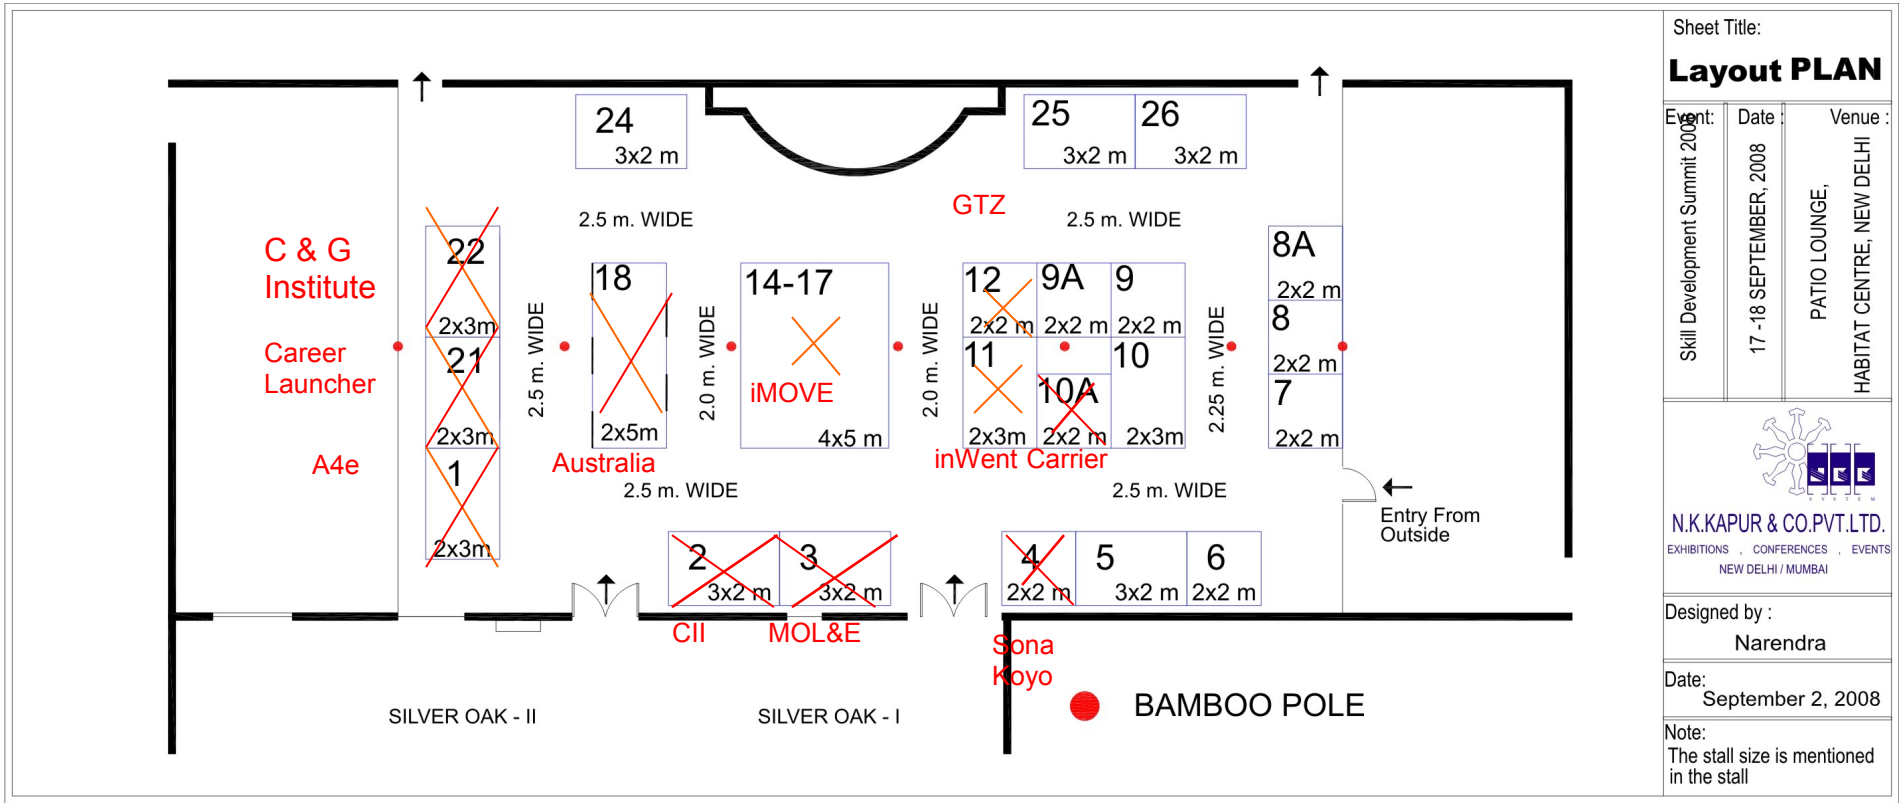 24
3x2 m
25
3x2 m
26
3x2 m
GTZ
2.5 m. WIDE
2.5 m. WIDE
C & G
Institute
Career
Launcher
A4e
22
2x3m
21
2x3m
1
2x3m
2.5 m. WIDE
18
2x5m
Australia
2.0 m. WIDE
14-17
iMOVE
4x5 m
2.0 m. WIDE
12
2x2 m
9A
2x2 m
9
2x2 m
11
2x3m
10A
2x2 m
10
2x3m
inWent Carrier
2.25 m. WIDE
8A
2x2 m
8
2x2 m
7
2x2 m
2.5 m. WIDE
2.5 m. WIDE
Entry From
Outside
2
3x2 m
3
3x2 m
4
2x2 m
5
3x2 m
6
2x2 m
CII
MOL&E
Sona
Koyo
SILVER OAK - II
SILVER OAK - I
BAMBOO POLE
Sheet Title:
Layout PLAN
Event:
Skill Development Summit 2008
Date :
17 -18 SEPTEMBER, 2008
Venue :
PATIO LOUNGE,
HABITAT CENTRE, NEW DELHI
S Y S T E M
N.K.KAPUR & CO.PVT.LTD.
EXHIBITIONS , CONFERENCES , EVENTS
NEW DELHI / MUMBAI
Designed by :
Narendra
Date:
September 2, 2008
Note:
The stall size is mentioned
in the stall